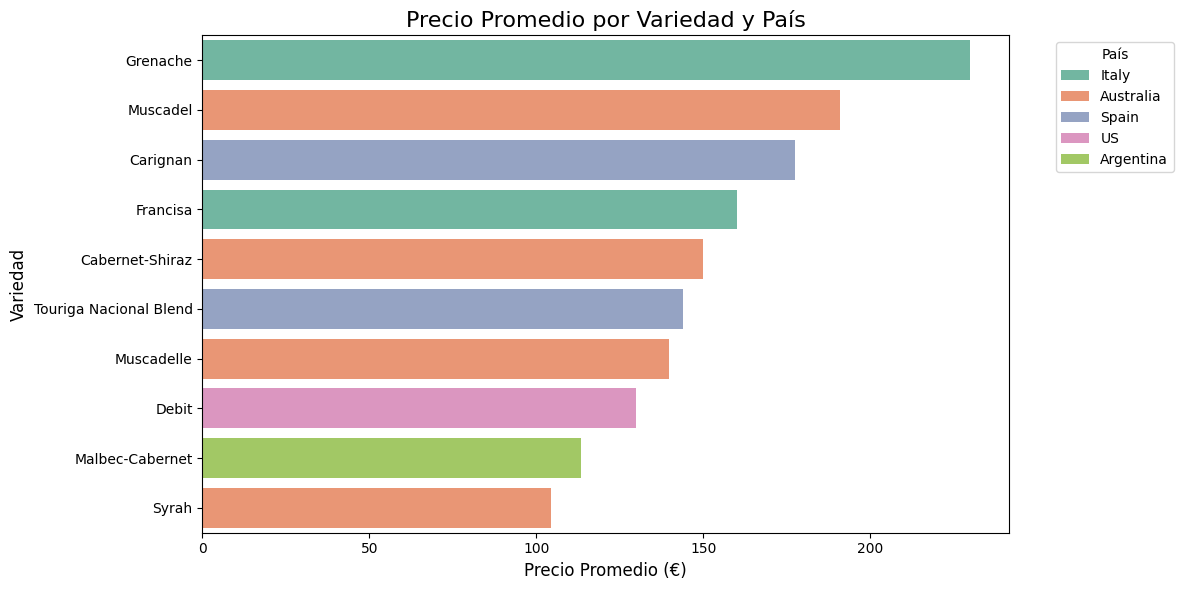 Precio Promedio por Variedad y País
Variedad
Grenache
Muscadel
Carignan
Francisa
Cabernet-Shiraz
Touriga Nacional Blend
Muscadelle
Debit
Malbec-Cabernet
Syrah
0 50 100 150 200
Precio Promedio (€)
País
Italy
Australia
Spain
US
Argentina